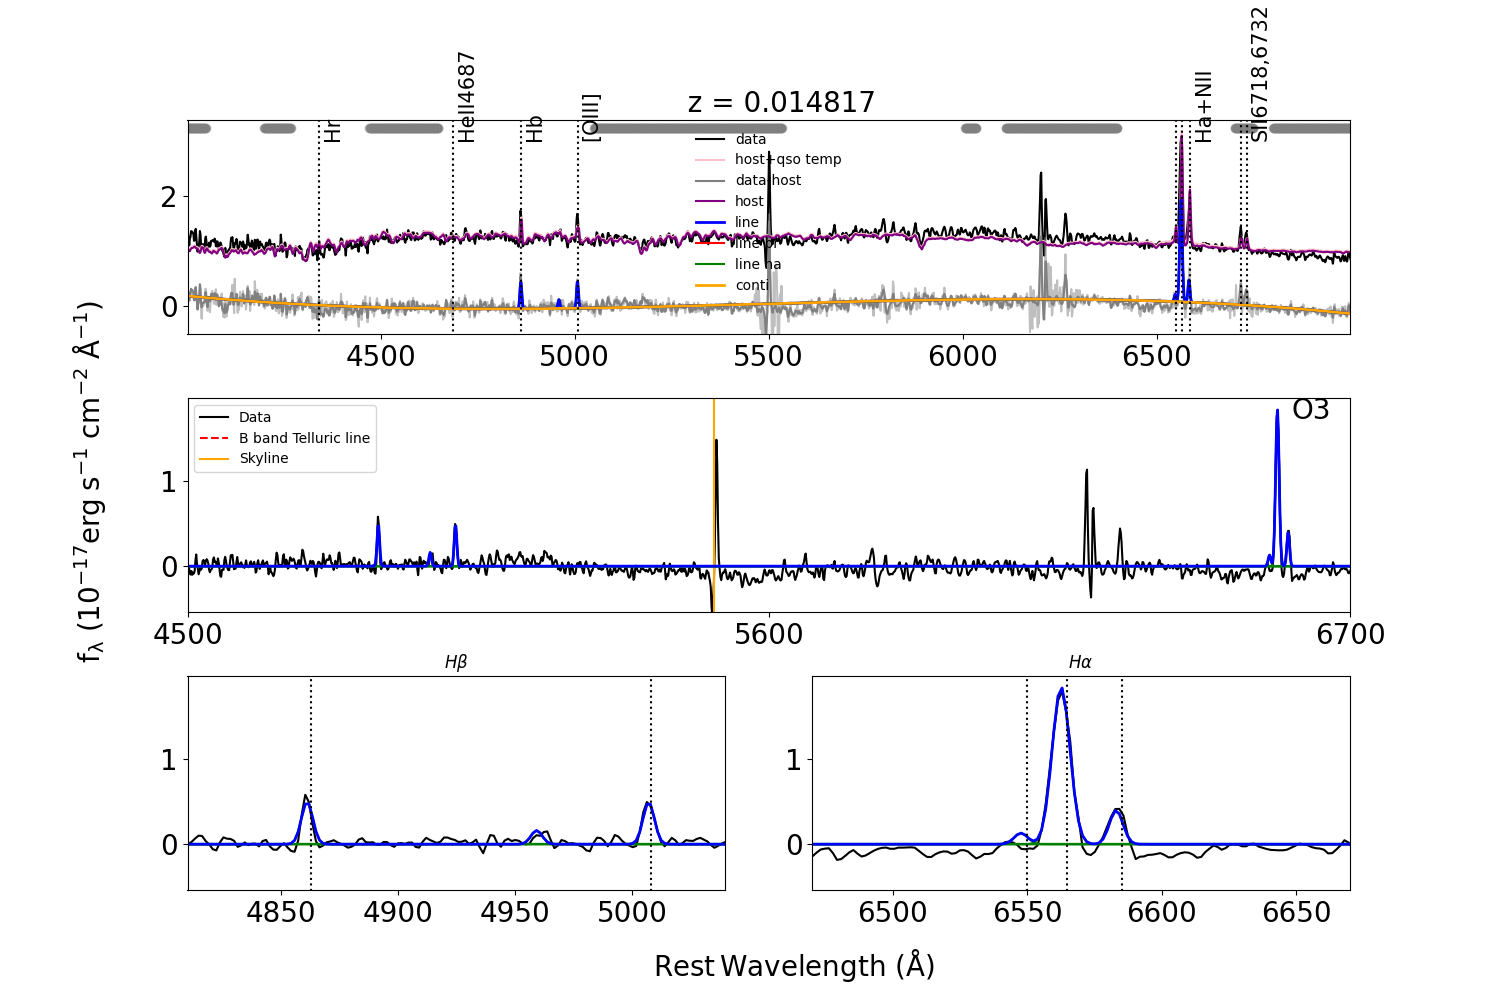 z = 0.014817
Hr
HeII4687
Hb
[OIII]
Ha+NII
SII6718,6732
data
host+qso temp
data-host
host
line
line br
line na
conti
2
0
4500
5000
5500
6000
6500
Data
B band Telluric line
Skyline
O3
1
0
4500
5600
6700
fλ (10⁻¹⁷erg s⁻¹ cm⁻² Å⁻¹)
Hβ
1
0
4850
4900
4950
5000
Hα
1
0
6500
6550
6600
6650
Rest Wavelength (Å)